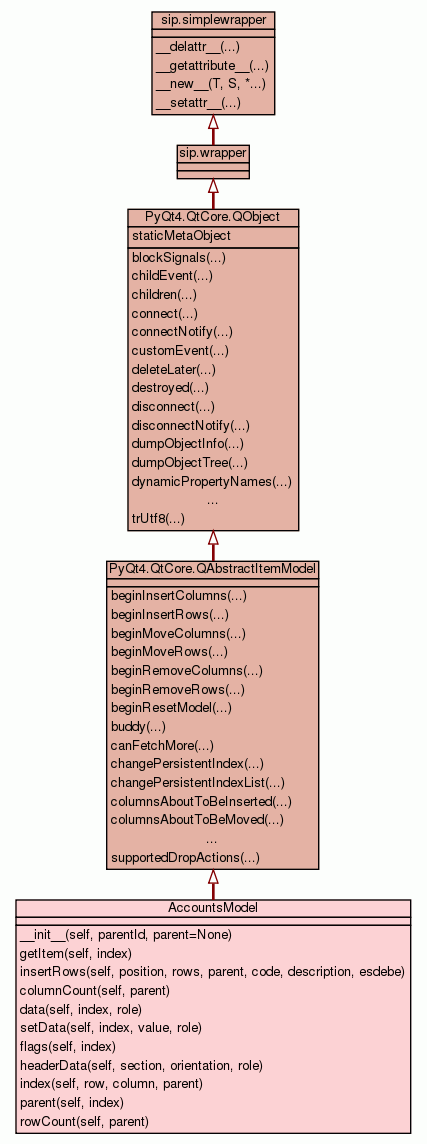 sip.simplewrapper
__delattr__(...)
__getattribute__(...)
__new__(T, S, *...)
__setattr__(...)
sip.wrapper
PyQt4.QtCore.QObject
staticMetaObject
blockSignals(...)
childEvent(...)
children(...)
connect(...)
connectNotify(...)
customEvent(...)
deleteLater(...)
destroyed(...)
disconnect(...)
disconnectNotify(...)
dumpObjectInfo(...)
dumpObjectTree(...)
dynamicPropertyNames(...)
...
trUtf8(...)
PyQt4.QtCore.QAbstractItemModel
beginInsertColumns(...)
beginInsertRows(...)
beginMoveColumns(...)
beginMoveRows(...)
beginRemoveColumns(...)
beginRemoveRows(...)
beginResetModel(...)
buddy(...)
canFetchMore(...)
changePersistentIndex(...)
changePersistentIndexList(...)
columnsAboutToBeInserted(...)
columnsAboutToBeMoved(...)
...
supportedDropActions(...)
AccountsModel
__init__(self, parentId, parent=None)
getItem(self, index)
insertRows(self, position, rows, parent, code, description, esdebe)
columnCount(self, parent)
data(self, index, role)
setData(self, index, value, role)
flags(self, index)
headerData(self, section, orientation, role)
index(self, row, column, parent)
parent(self, index)
rowCount(self, parent)